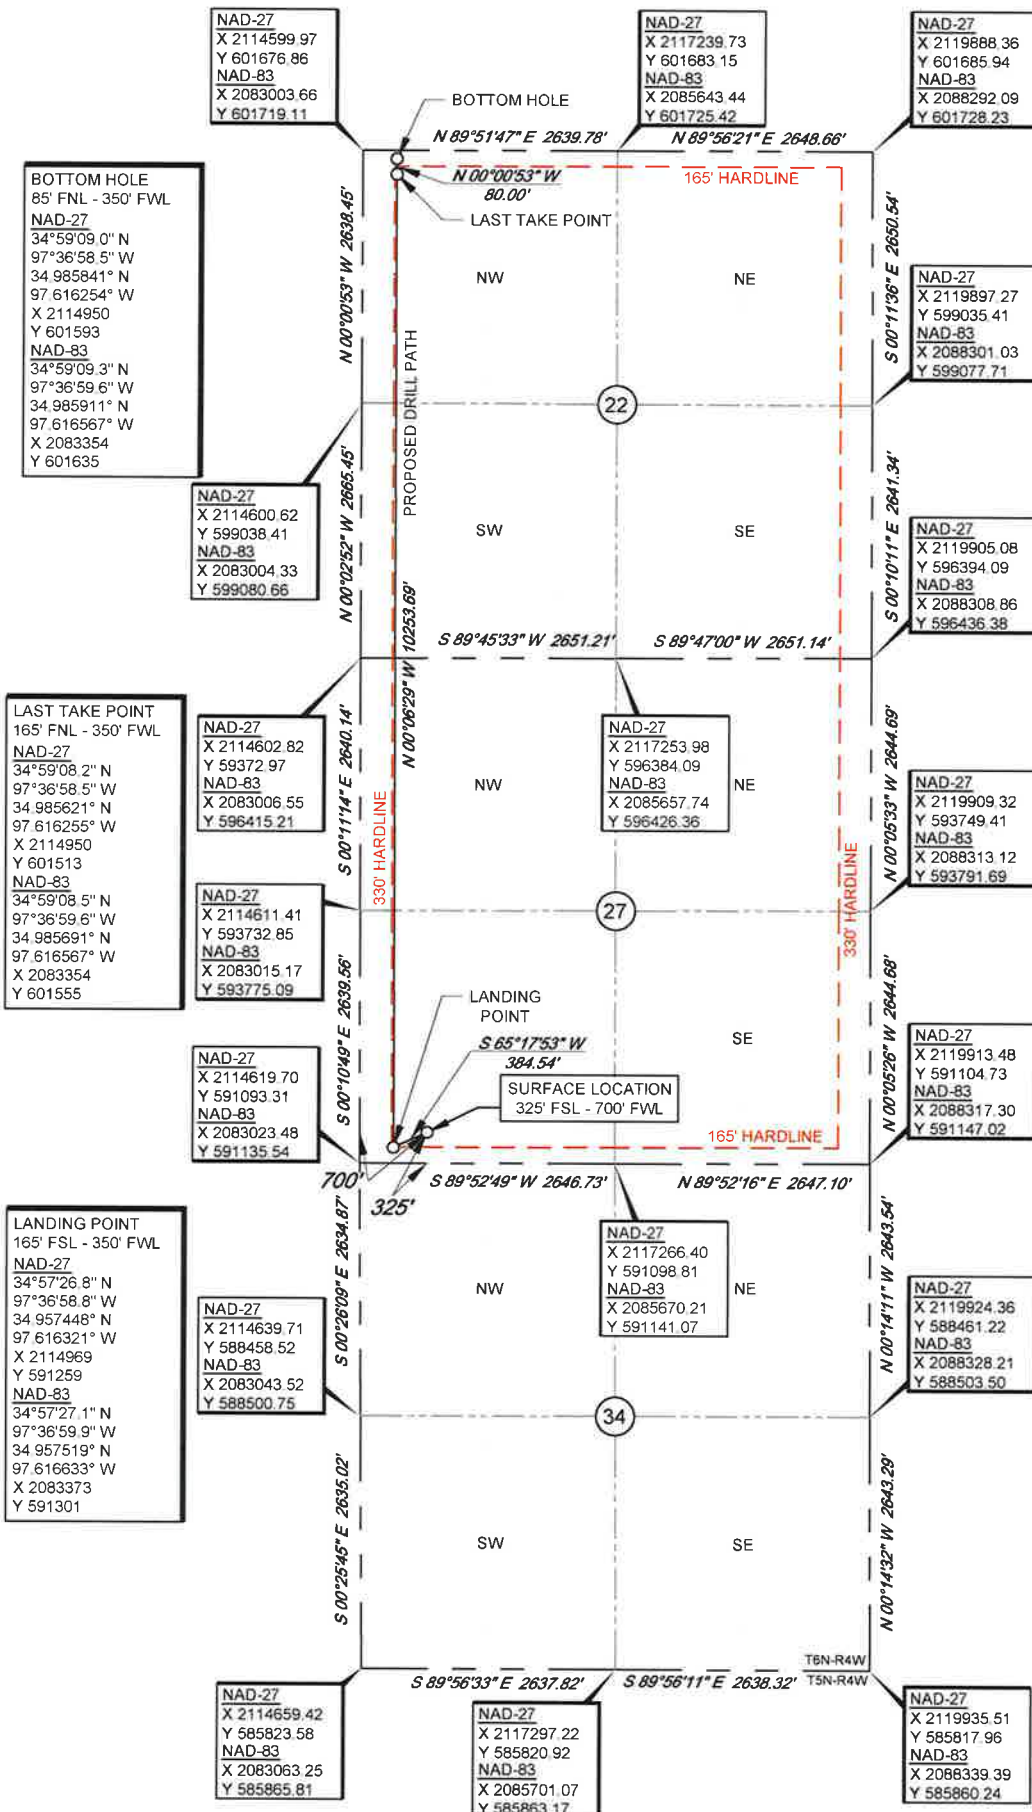 NAD-27
X 2114599.97
Y 601676.86
NAD-83
X 2083003.66
Y 601719.11
NAD-27
X 2117239.73
Y 601683.15
NAD-83
X 2085643.44
Y 601725.42
NAD-27
X 2119888.36
Y 601685.94
NAD-83
X 2088292.09
Y 601728.23
BOTTOM HOLE
N 89°51'47" E 2639.78'
N 89°56'21" E 2648.66'
BOTTOM HOLE
85' FNL - 350' FWL
NAD-27
34°59'09.0" N
97°36'58.5" W
34.985841° N
97.616254° W
X 2114950
Y 601593
NAD-83
34°59'09.3" N
97°36'59.6" W
34.985911° N
97.616567° W
X 2083354
Y 601635
N 00°00'53" W
80.00'
LAST TAKE POINT
165' HARDLINE
N 00°00'53" W 2638.45'
S 00°11'36" E 2650.54'
NW
NE
NAD-27
X 2119897.27
Y 599035.41
NAD-83
X 2088301.03
Y 599077.71
PROPOSED DRILL PATH
22
NAD-27
X 2114600.62
Y 599038.41
NAD-83
X 2083004.33
Y 599080.66
N 00°02'52" W 2665.45'
S 00°10'11" E 2641.34'
SW
SE
NAD-27
X 2119905.08
Y 596394.09
NAD-83
X 2088308.86
Y 596436.38
S 89°45'33" W 2651.21'
S 89°47'00" W 2651.14'
N 00°06'29" W 10253.69'
LAST TAKE POINT
165' FNL - 350' FWL
NAD-27
34°59'08.2" N
97°36'58.5" W
34.985621° N
97.616255° W
X 2114950
Y 601513
NAD-83
34°59'08.5" N
97°36'59.6" W
34.985691° N
97.616567° W
X 2083354
Y 601555
NAD-27
X 2114602.82
Y 59372.97
NAD-83
X 2083006.55
Y 596415.21
S 00°11'14" E 2640.14'
NW
NAD-27
X 2117253.98
Y 596384.09
NAD-83
X 2085657.74
Y 596426.36
NE
N 00°05'33" W 2644.69'
NAD-27
X 2119909.32
Y 593749.41
NAD-83
X 2088313.12
Y 593791.69
330' HARDLINE
330' HARDLINE
27
NAD-27
X 2114611.41
Y 593732.85
NAD-83
X 2083015.17
Y 593775.09
S 00°10'49" E 2639.56'
N 00°05'26" W 2644.68'
LANDING
POINT
S 65°17'53" W
384.54'
SE
SURFACE LOCATION
325' FSL - 700' FWL
NAD-27
X 2114619.70
Y 591093.31
NAD-83
X 2083023.48
Y 591135.54
NAD-27
X 2119913.48
Y 591104.73
NAD-83
X 2088317.30
Y 591147.02
165' HARDLINE
700'
325'
S 89°52'49" W 2646.73'
N 89°52'16" E 2647.10'
LANDING POINT
165' FSL - 350' FWL
NAD-27
34°57'26.8" N
97°36'58.8" W
34.957448° N
97.616321° W
X 2114969
Y 591259
NAD-83
34°57'27.1" N
97°36'59.9" W
34.957519° N
97.616633° W
X 2083373
Y 591301
S 00°26'09" E 2634.87'
NW
NAD-27
X 2117266.40
Y 591098.81
NAD-83
X 2085670.21
Y 591141.07
NE
N 00°14'11" W 2643.54'
NAD-27
X 2114639.71
Y 588458.52
NAD-83
X 2083043.52
Y 588500.75
NAD-27
X 2119924.36
Y 588461.22
NAD-83
X 2088328.21
Y 588503.50
34
S 00°25'45" E 2635.02'
SW
SE
N 00°14'32" W 2643.29'
T6N-R4W
T5N-R4W
S 89°56'33" E 2637.82'
S 89°56'11" E 2638.32'
NAD-27
X 2114659.42
Y 585823.58
NAD-83
X 2083063.25
Y 585865.81
NAD-27
X 2117297.22
Y 585820.92
NAD-83
X 2085701.07
Y 585863.17
NAD-27
X 2119935.51
Y 585817.96
NAD-83
X 2088339.39
Y 585860.24